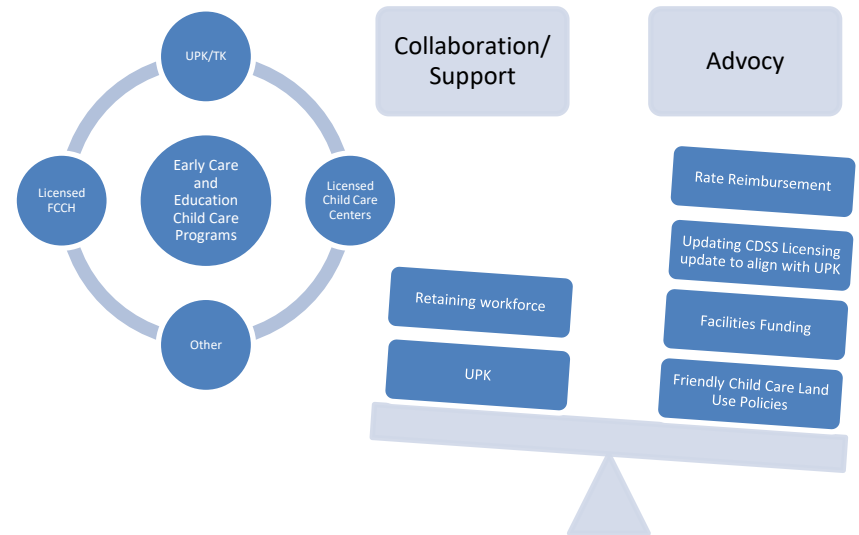 UPK/TK
Early Care
and
Education
Child Care
Programs
Licensed
FCCH
Licensed
Child Care
Centers
Other
Collaboration/
Support
Advocy
Retaining workforce
UPK
Rate Reimbursement
Updating CDSS Licensing
update to align with UPK
Facilities Funding
Friendly Child Care Land
Use Policies